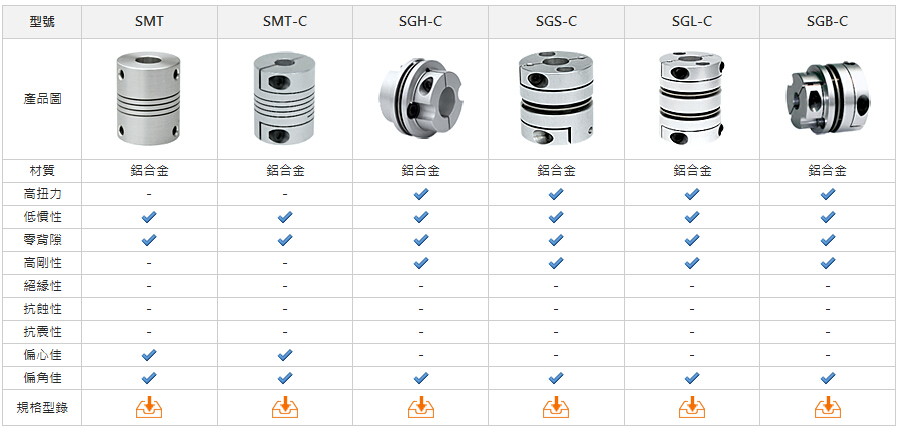 型號 SMT SMT-C SGH-C SGS-C SGL-C SGB-C
產品圖
材質 鋁合金 鋁合金 鋁合金 鋁合金 鋁合金 鋁合金
高扭力 - - ✔ ✔ ✔ ✔
低慣性 ✔ ✔ ✔ ✔ ✔ ✔
零背隙 ✔ ✔ ✔ ✔ ✔ ✔
高剛性 - - ✔ ✔ ✔ ✔
絕緣性 - - - - - -
抗蝕性 - - - - - -
抗震性 - - - - - -
偏心佳 ✔ ✔ - - - -
偏角佳 ✔ ✔ ✔ ✔ ✔ ✔
規格型錄